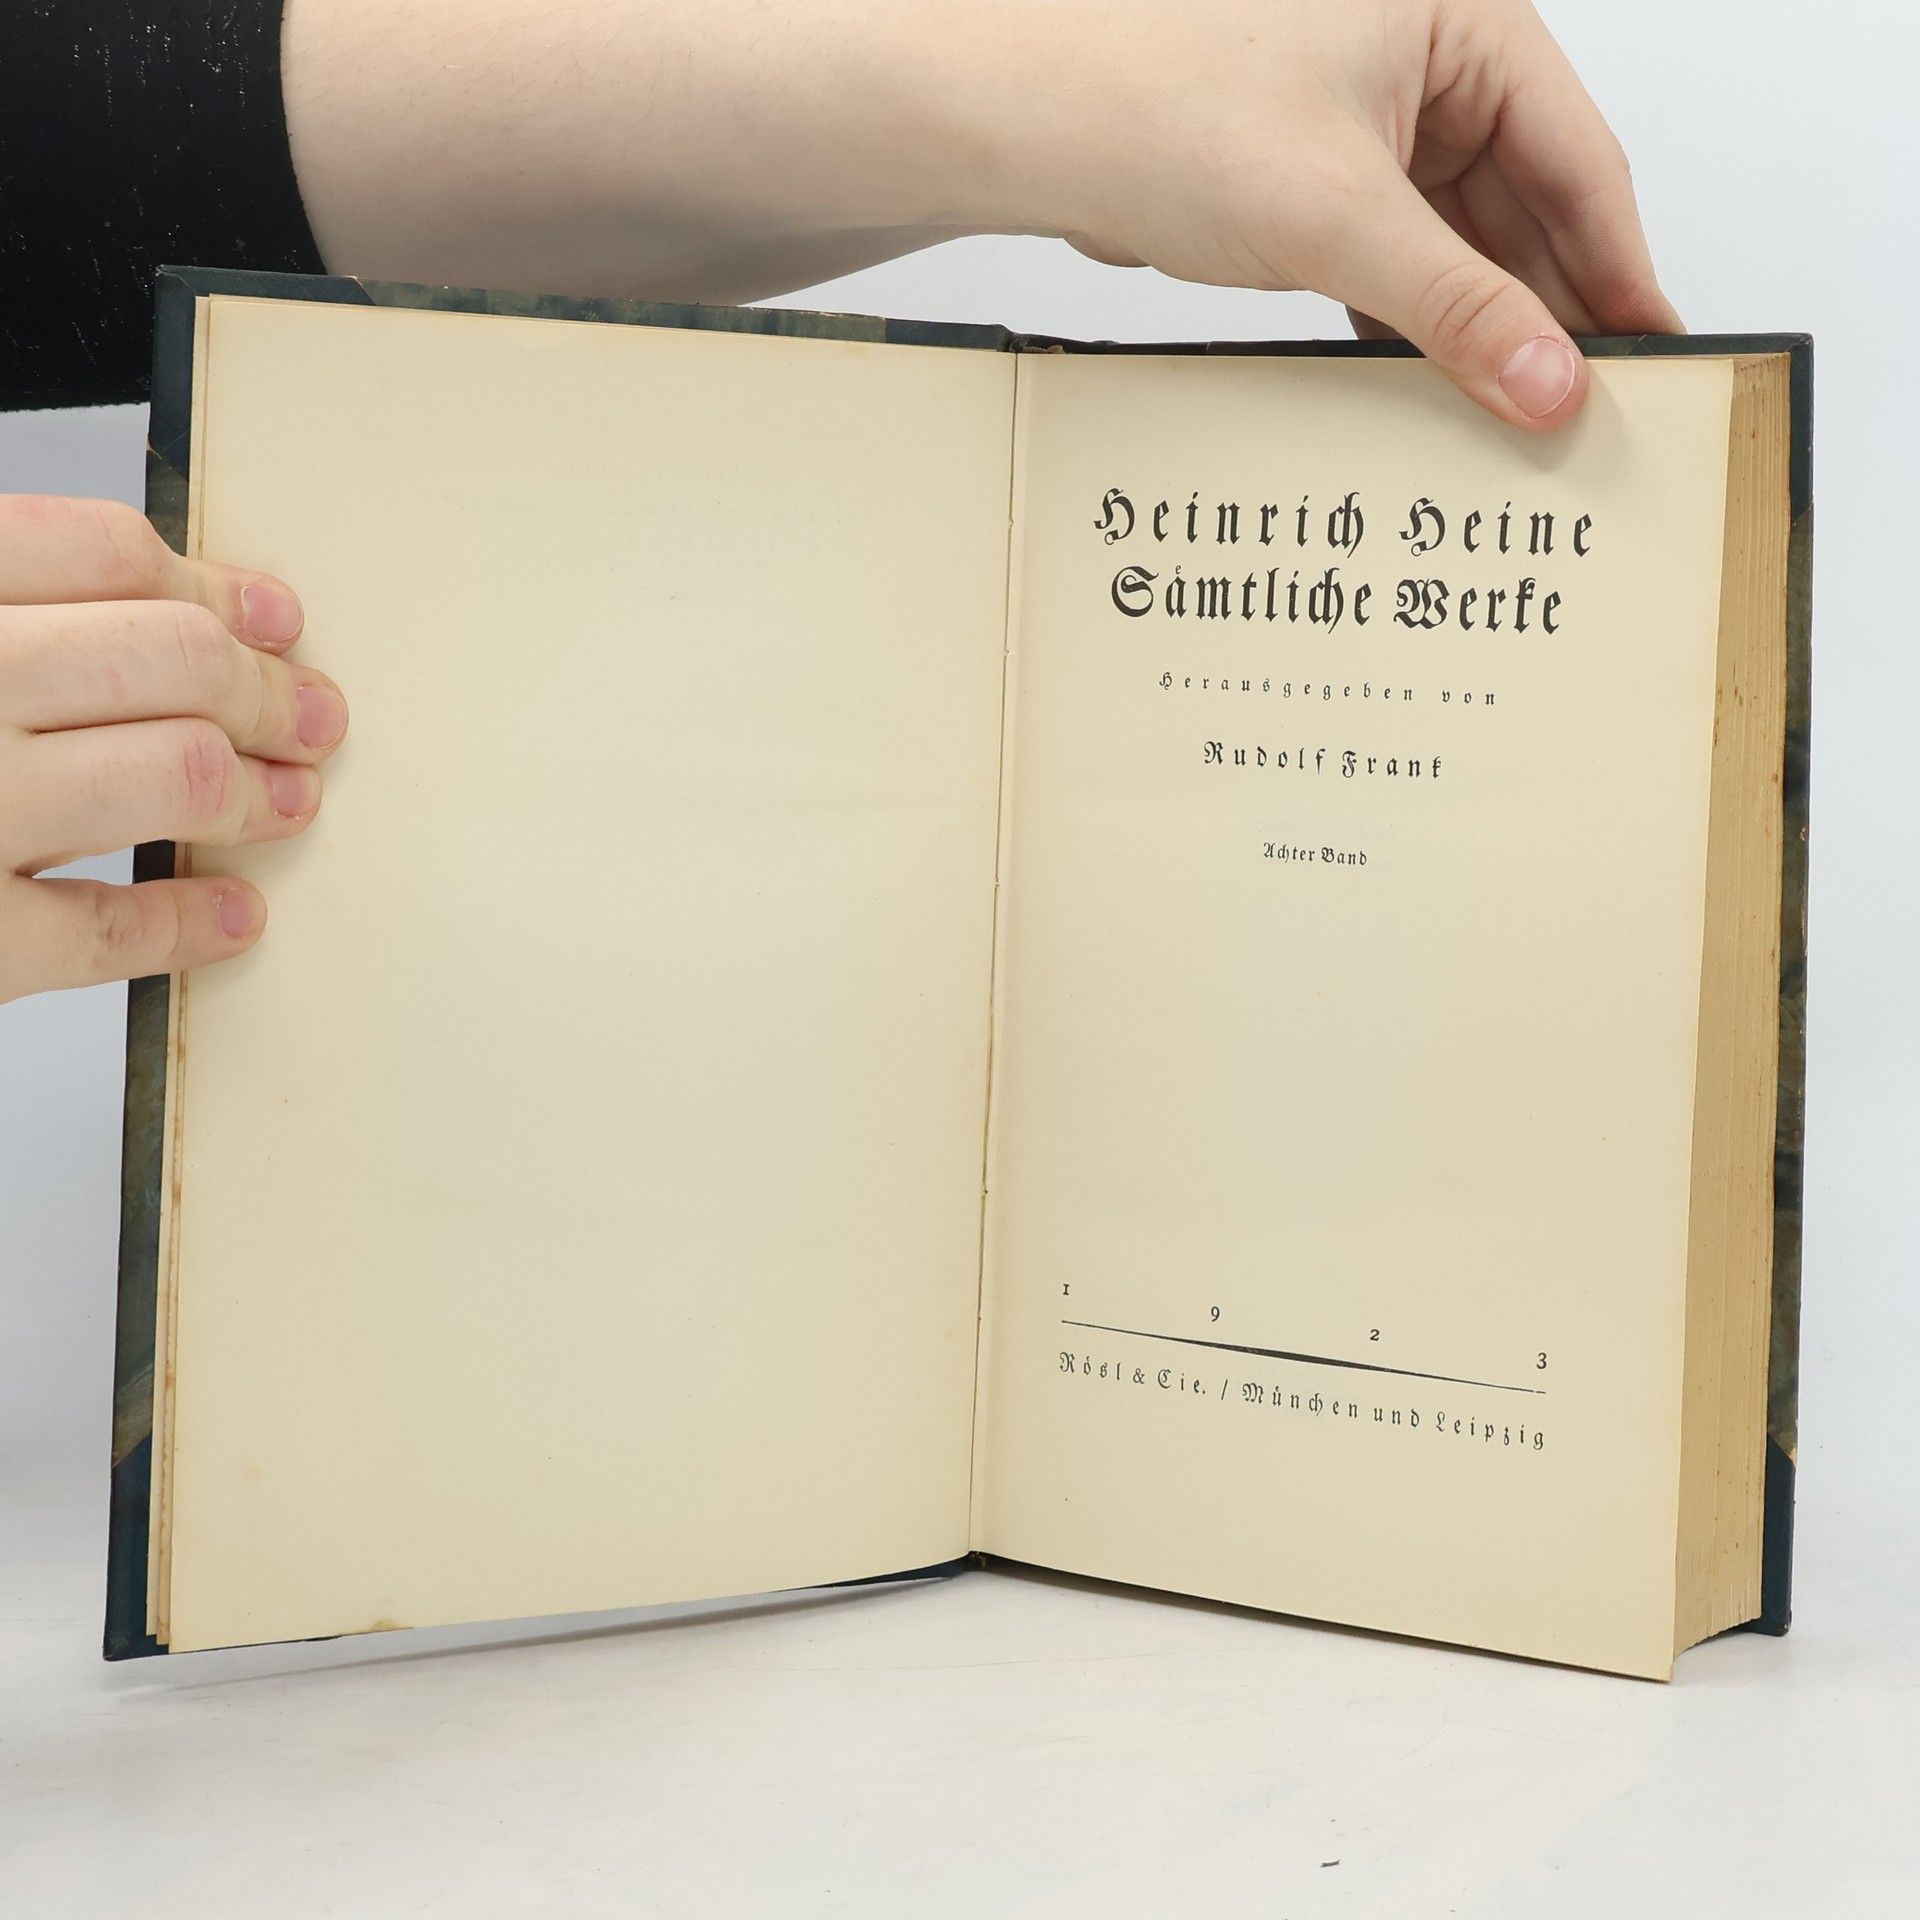 Heinrich Heine
Sämtliche Werke
Herausgegeben von
Rudolf Frank
Achter Band
1 9 2 3
Rösl & Cie. / München und Leipzig